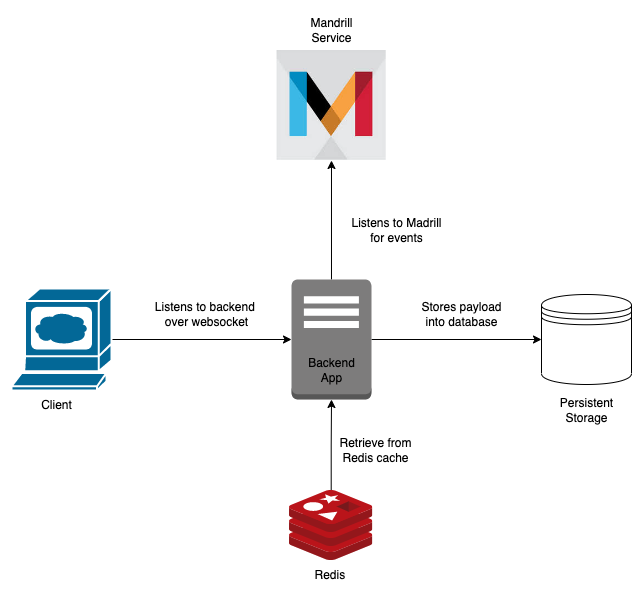 Mandrill
Service
Listens to Madrill
for events
Listens to backend
over websocket
Stores payload
into database
Backend
App
Client
Persistent
Storage
Retrieve from
Redis cache
Redis